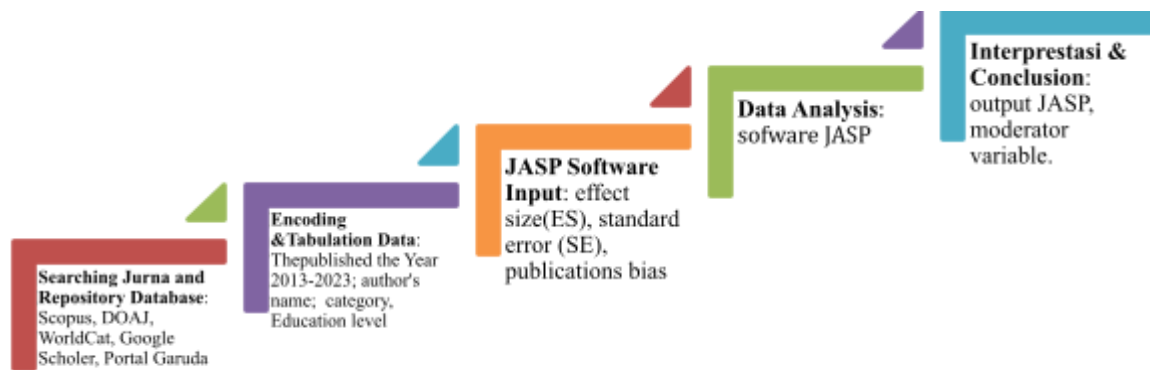 Searching Jurna and
Repository Database:
Scopus, DOAJ,
WorldCat, Google
Scholer, Portal Garuda
Encoding
&Tabulation Data:
Thepublished the Year
2013-2023; author's
name; category,
Education level
JASP Software
Input: effect
size(ES), standard
error (SE),
publications bias
Data Analysis:
sofware JASP
Interprestasi &
Conclusion:
output JASP,
moderator
variable.